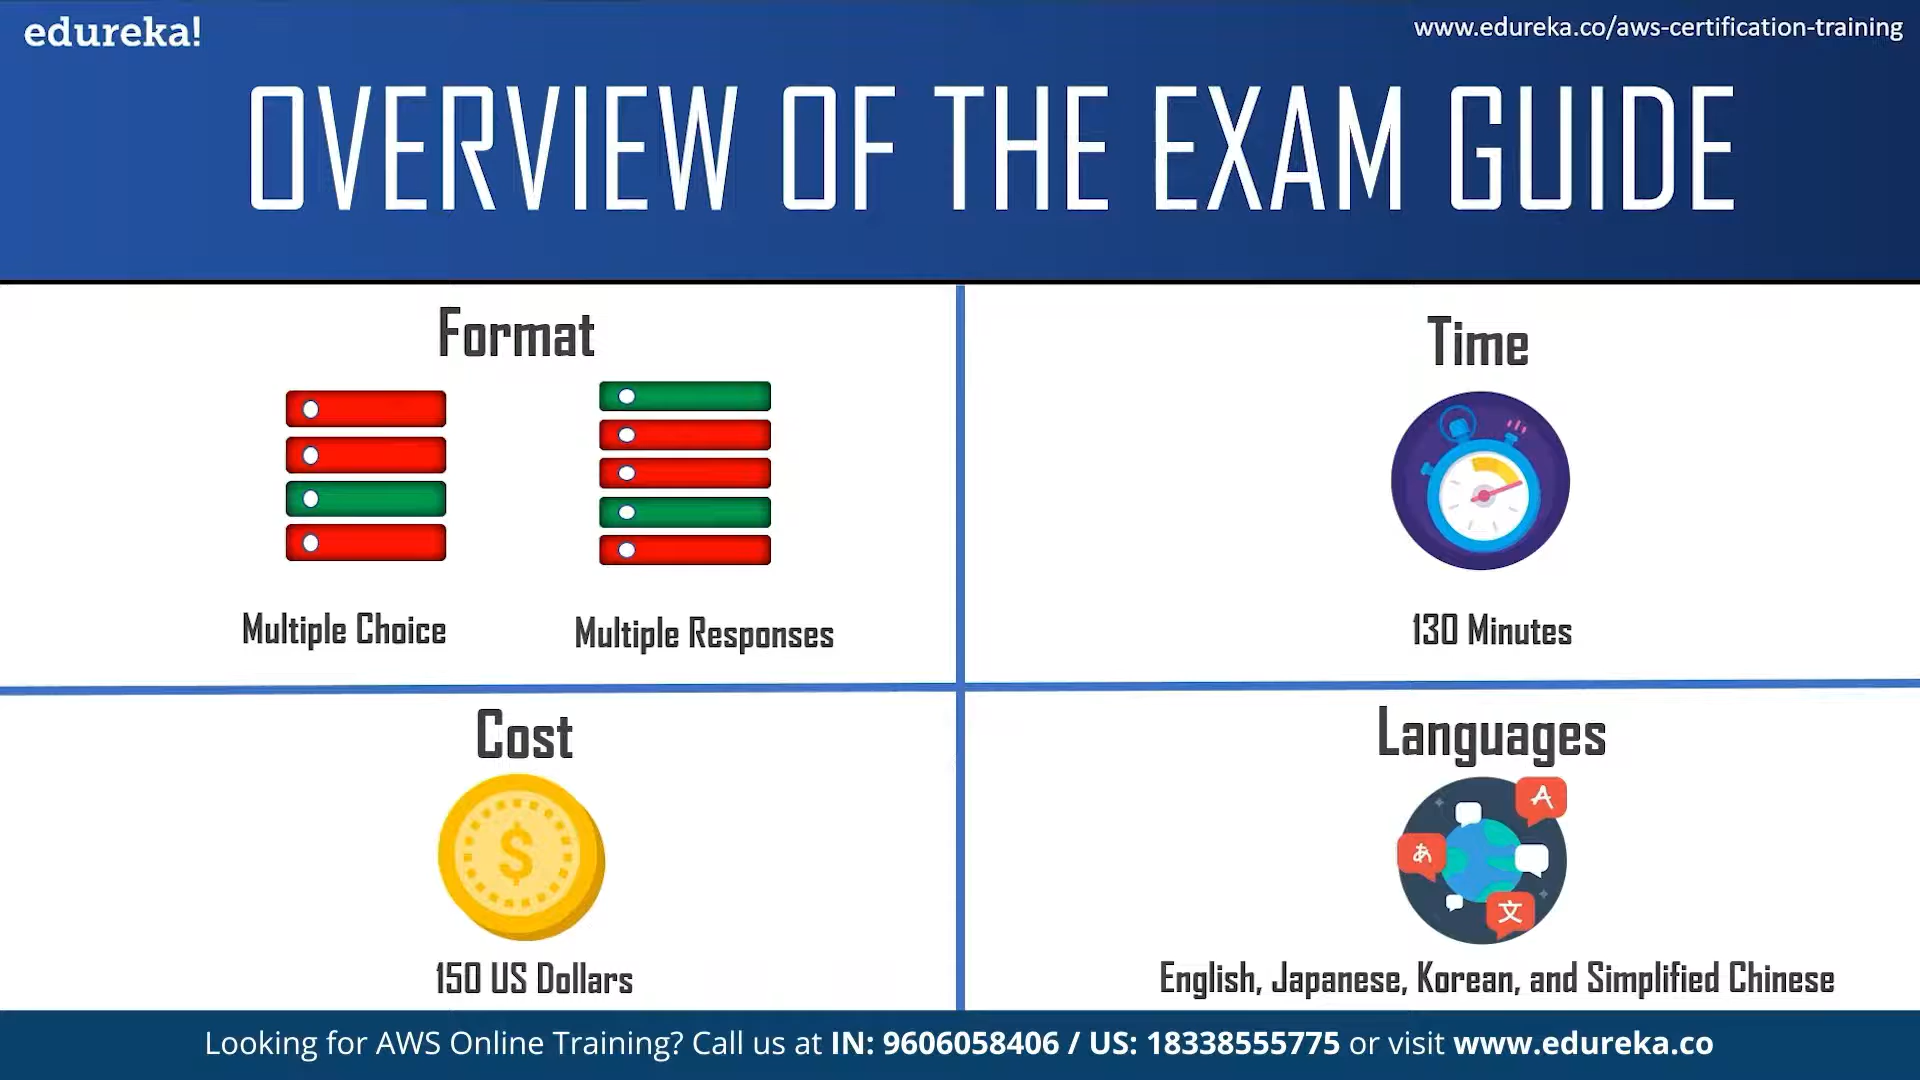 edureka!
www.edureka.co/aws-certification-training
OVERVIEW OF THE EXAM GUIDE
Format
Multiple Choice
Multiple Responses
Time
130 Minutes
Cost
$
150 US Dollars
Languages
A
あ
文
English, Japanese, Korean, and Simplified Chinese
Looking for AWS Online Training? Call us at IN: 9606058406 / US: 18338555775 or visit www.edureka.co